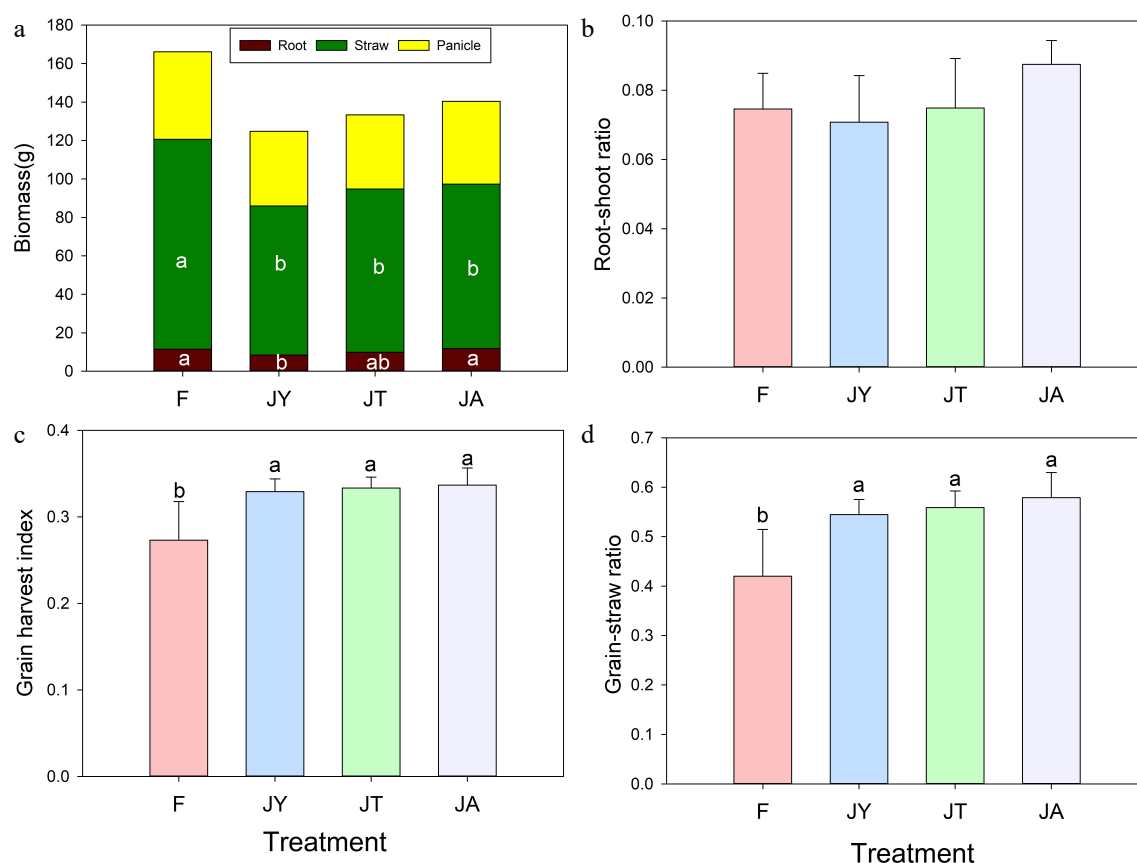 a
180
160
140
120
100
80
60
40
20
0
Biomass(g)
Root Straw Panicle
a b b b
a b ab a
F JY JT JA
b
0.10
0.08
0.06
0.04
0.02
0.00
Root-shoot ratio
F JY JT JA
c
0.4
0.3
0.2
0.1
0.0
Grain harvest index
b a a a
F JY JT JA
Treatment
d
0.7
0.6
0.5
0.4
0.3
0.2
0.1
0.0
Grain-straw ratio
b a a a
F JY JT JA
Treatment